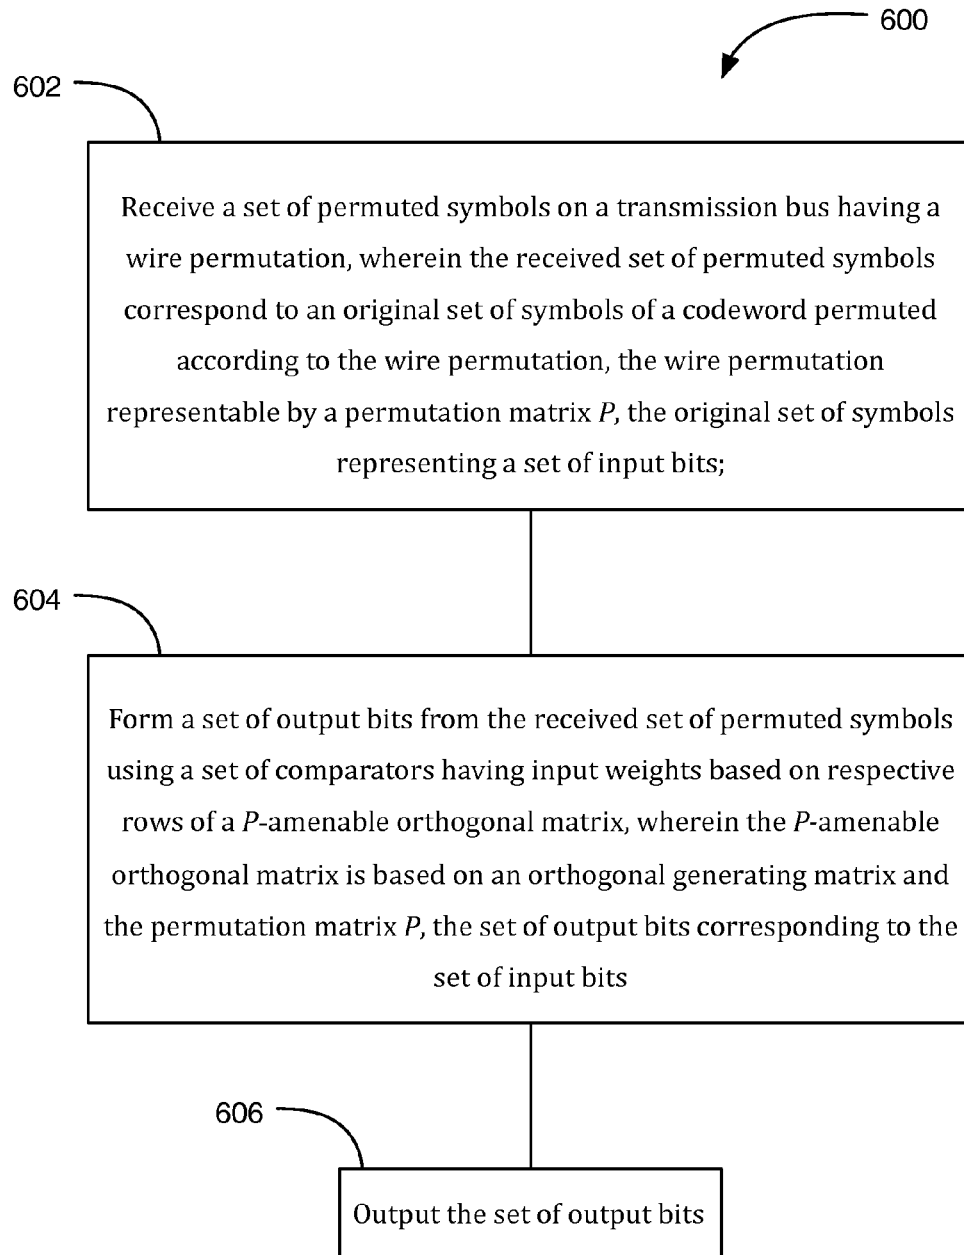 600
602
Receive a set of permuted symbols on a transmission bus having a
wire permutation, wherein the received set of permuted symbols
correspond to an original set of symbols of a codeword permuted
according to the wire permutation, the wire permutation
representable by a permutation matrix P, the original set of symbols
representing a set of input bits;
604
Form a set of output bits from the received set of permuted symbols
using a set of comparators having input weights based on respective
rows of a P-amenable orthogonal matrix, wherein the P-amenable
orthogonal matrix is based on an orthogonal generating matrix and
the permutation matrix P, the set of output bits corresponding to the
set of input bits
606
Output the set of output bits